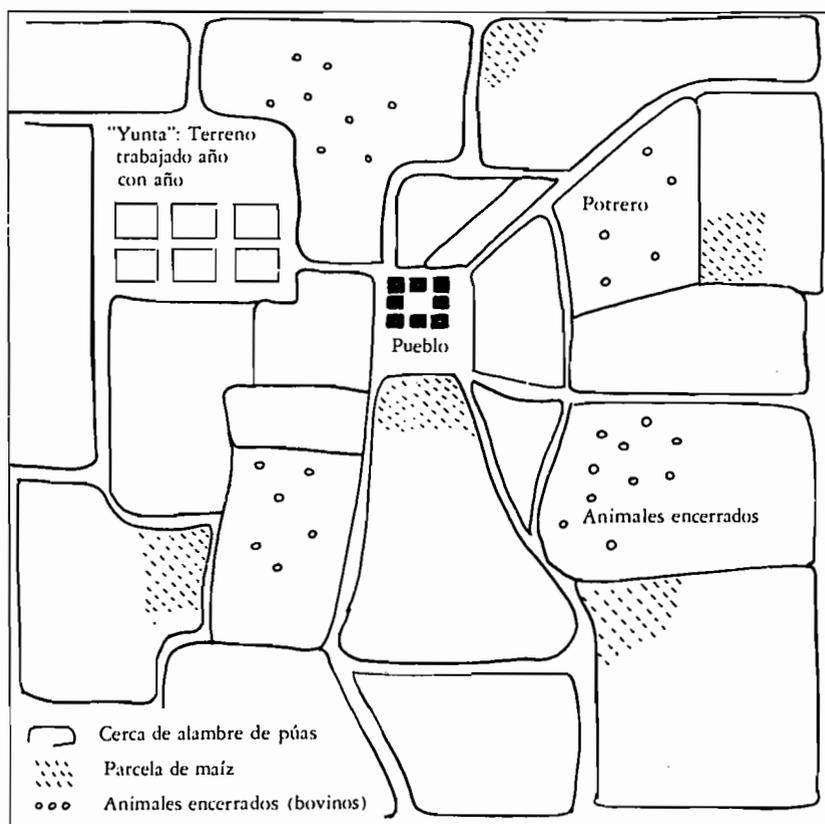 "Yunta": Terreno
trabajado año
con año
Potrero
Pueblo
Animales encerrados
Cerca de alambre de púas
Parcela de maíz
Animales encerrados (bovinos)